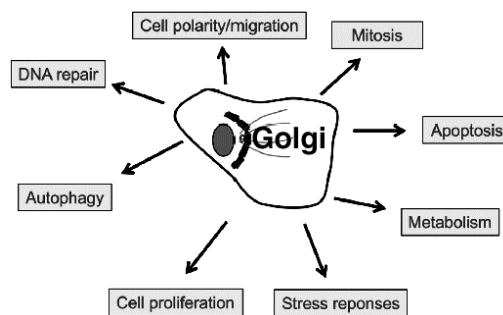 Cell polarity/migration
Mitosis
DNA repair
Golgi
Apoptosis
Autophagy
Metabolism
Cell proliferation
Stress reponses